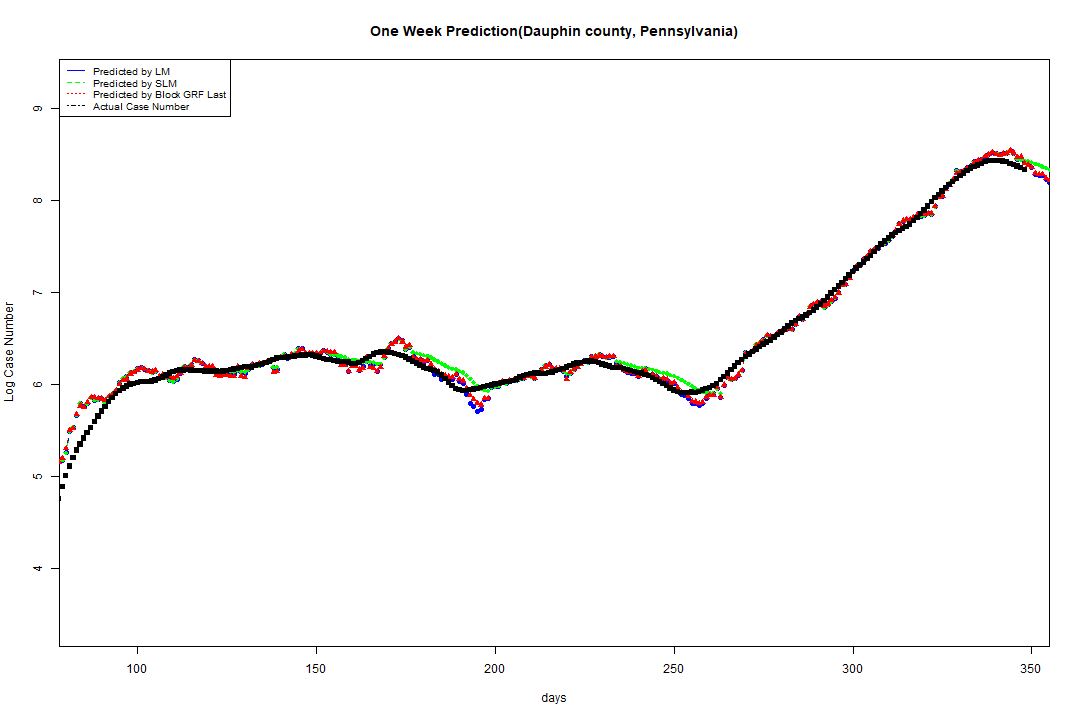 One Week Prediction(Dauphin county, Pennsylvania)
Predicted by LM
Predicted by SLM
Predicted by Block GRF Last
Actual Case Number
Log Case Number
9
8
7
6
5
4
100 150 200 250 300 350
days